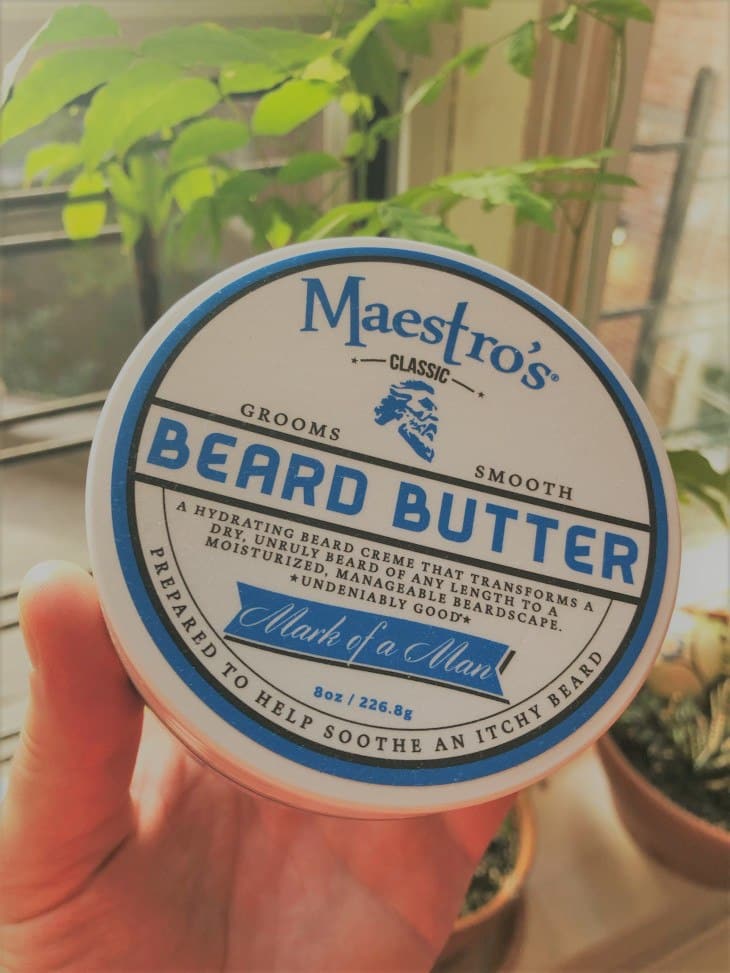 Maestro's®
CLASSIC
GROOMS
SMOOTH
BEARD BUTTER
A HYDRATING BEARD CREME THAT TRANSFORMS A
DRY, UNRULY BEARD OF ANY LENGTH TO A
MOISTURIZED, MANAGEABLE BEARDSCAPE.
★UNDENIABLY GOOD★
Mark of a Man
8oz / 226.8g
PREPARED TO HELP SOOTHE AN ITCHY BEARD